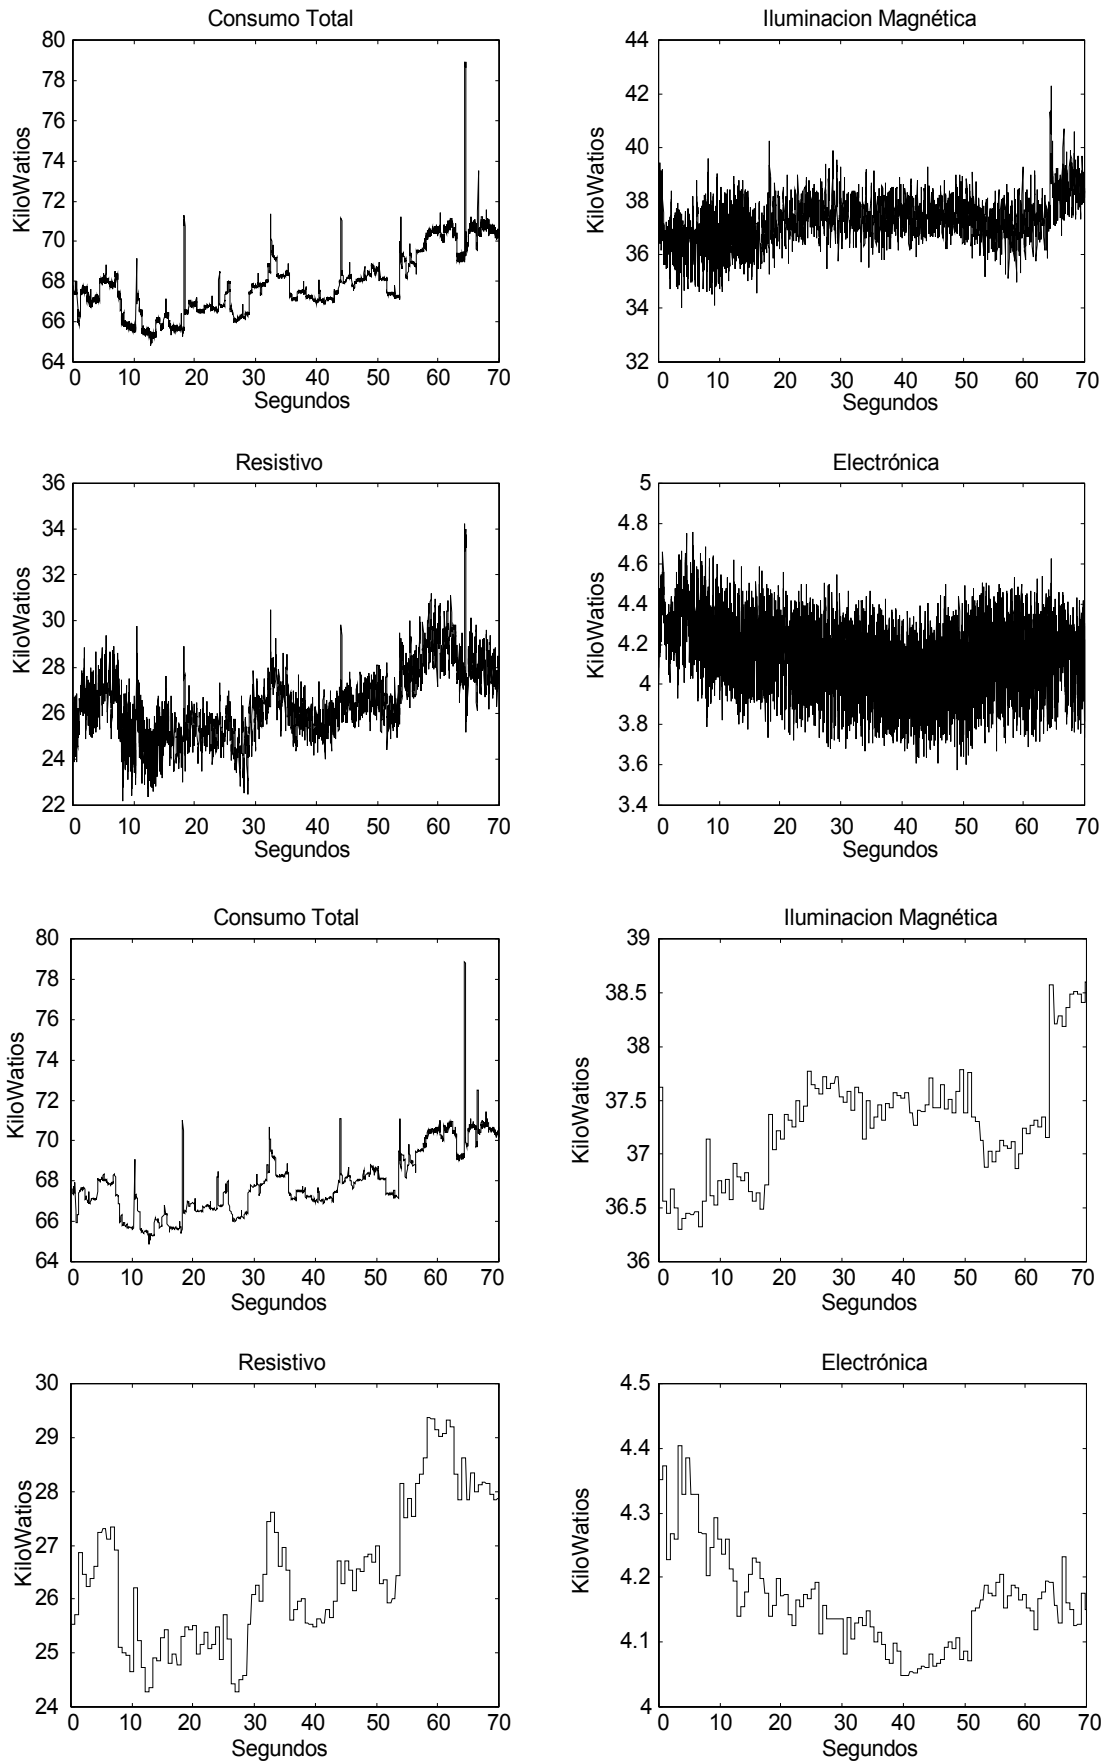 Consumo Total
80
78
76
74
72
70
68
66
64
KiloWatios
0 10 20 30 40 50 60 70
Segundos
Iluminacion Magnética
44
42
40
38
36
34
32
KiloWatios
0 10 20 30 40 50 60 70
Segundos
Resistivo
36
34
32
30
28
26
24
22
KiloWatios
0 10 20 30 40 50 60 70
Segundos
Electrónica
5
4.8
4.6
4.4
4.2
4
3.8
3.6
3.4
KiloWatios
0 10 20 30 40 50 60 70
Segundos
Consumo Total
80
78
76
74
72
70
68
66
64
KiloWatios
0 10 20 30 40 50 60 70
Segundos
Iluminacion Magnética
39
38.5
38
37.5
37
36.5
36
KiloWatios
0 10 20 30 40 50 60 70
Segundos
Resistivo
30
29
28
27
26
25
24
KiloWatios
0 10 20 30 40 50 60 70
Segundos
Electrónica
4.5
4.4
4.3
4.2
4.1
4
KiloWatios
0 10 20 30 40 50 60 70
Segundos